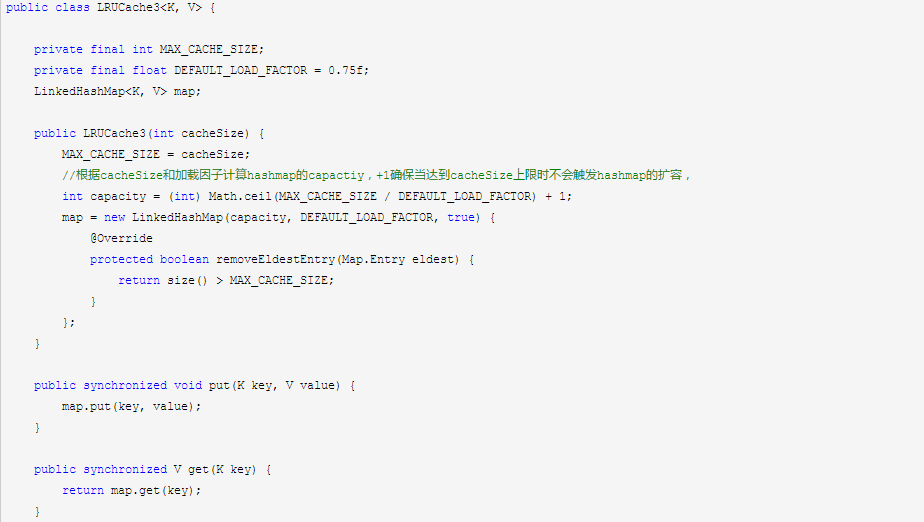 public class LRUCache3<K, V> {
private final int MAX_CACHE_SIZE;
private final float DEFAULT_LOAD_FACTOR = 0.75f;
LinkedHashMap<K, V> map;
public LRUCache3(int cacheSize) {
MAX_CACHE_SIZE = cacheSize;
//根据cacheSize和加载因子计算hashmap的capactiy，+1确保当达到cacheSize上限时不会触发hashmap的扩容，
int capacity = (int) Math.ceil(MAX_CACHE_SIZE / DEFAULT_LOAD_FACTOR) + 1;
map = new LinkedHashMap(capacity, DEFAULT_LOAD_FACTOR, true) {
@Override
protected boolean removeEldestEntry(Map.Entry eldest) {
return size() > MAX_CACHE_SIZE;
}
};
}
public synchronized void put(K key, V value) {
map.put(key, value);
}
public synchronized V get(K key) {
return map.get(key);
}